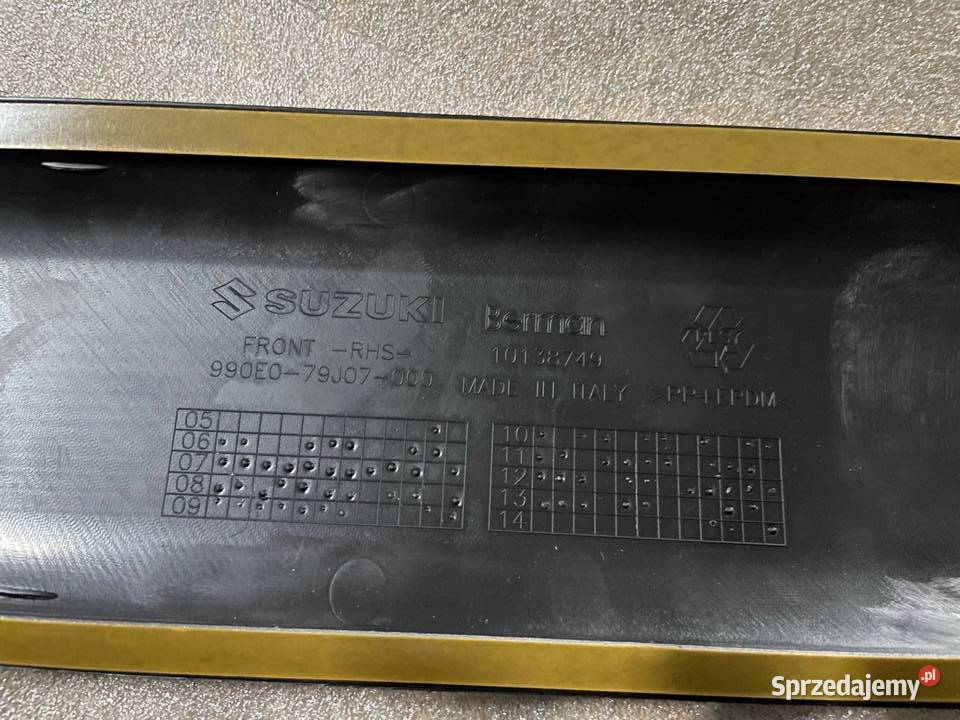 SUZUKI
Berman
FRONT -RHS-
10138749
990E0-79J07-000
MADE IN ITALY
>PP+EPDM<
05
06
07
08
09
10
11
12
13
14
Sprzedajemy.pl